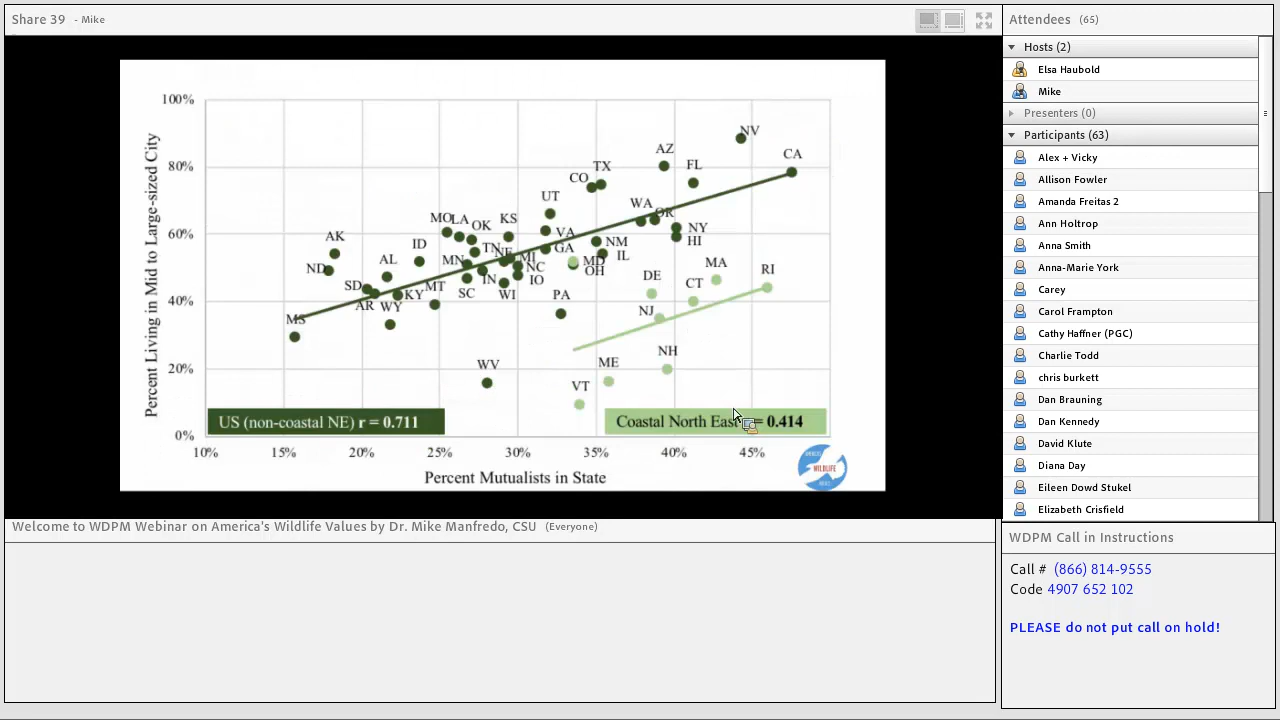 Share 39 - Mike
100%
80%
60%
40%
20%
0%
Percent Living in Mid to Large-sized City
NV
CA
AZ
FL
TX
CO
UT
WA
OR
NY
HI
MO
LA
OK
KS
VA
GA
NM
IL
AK
ND
ID
AL
MN
TN
NE
MI
NC
IO
MD
OH
SD
AR
WY
KY
MT
SC
IN
WI
PA
DE
MA
CT
RI
NJ
MS
WV
VT
ME
NH
US (non-coastal NE) r = 0.711
Coastal North East = 0.414
10%
15%
20%
25%
30%
35%
40%
45%
Percent Mutualists in State
WILDLIFE
Welcome to WDPM Webinar on America's Wildlife Values by Dr. Mike Manfredo, CSU (Everyone)
Attendees (65)
Hosts (2)
Elsa Haubold
Mike
Presenters (0)
Participants (63)
Alex + Vicky
Allison Fowler
Amanda Freitas 2
Ann Holtrop
Anna Smith
Anna-Marie York
Carey
Carol Frampton
Cathy Haffner (PGC)
Charlie Todd
chris burkett
Dan Brauning
Dan Kennedy
David Klute
Diana Day
Eileen Dowd Stukel
Elizabeth Crisfield
WDPM Call in Instructions
Call # (866) 814-9555
Code 4907 652 102
PLEASE do not put call on hold!